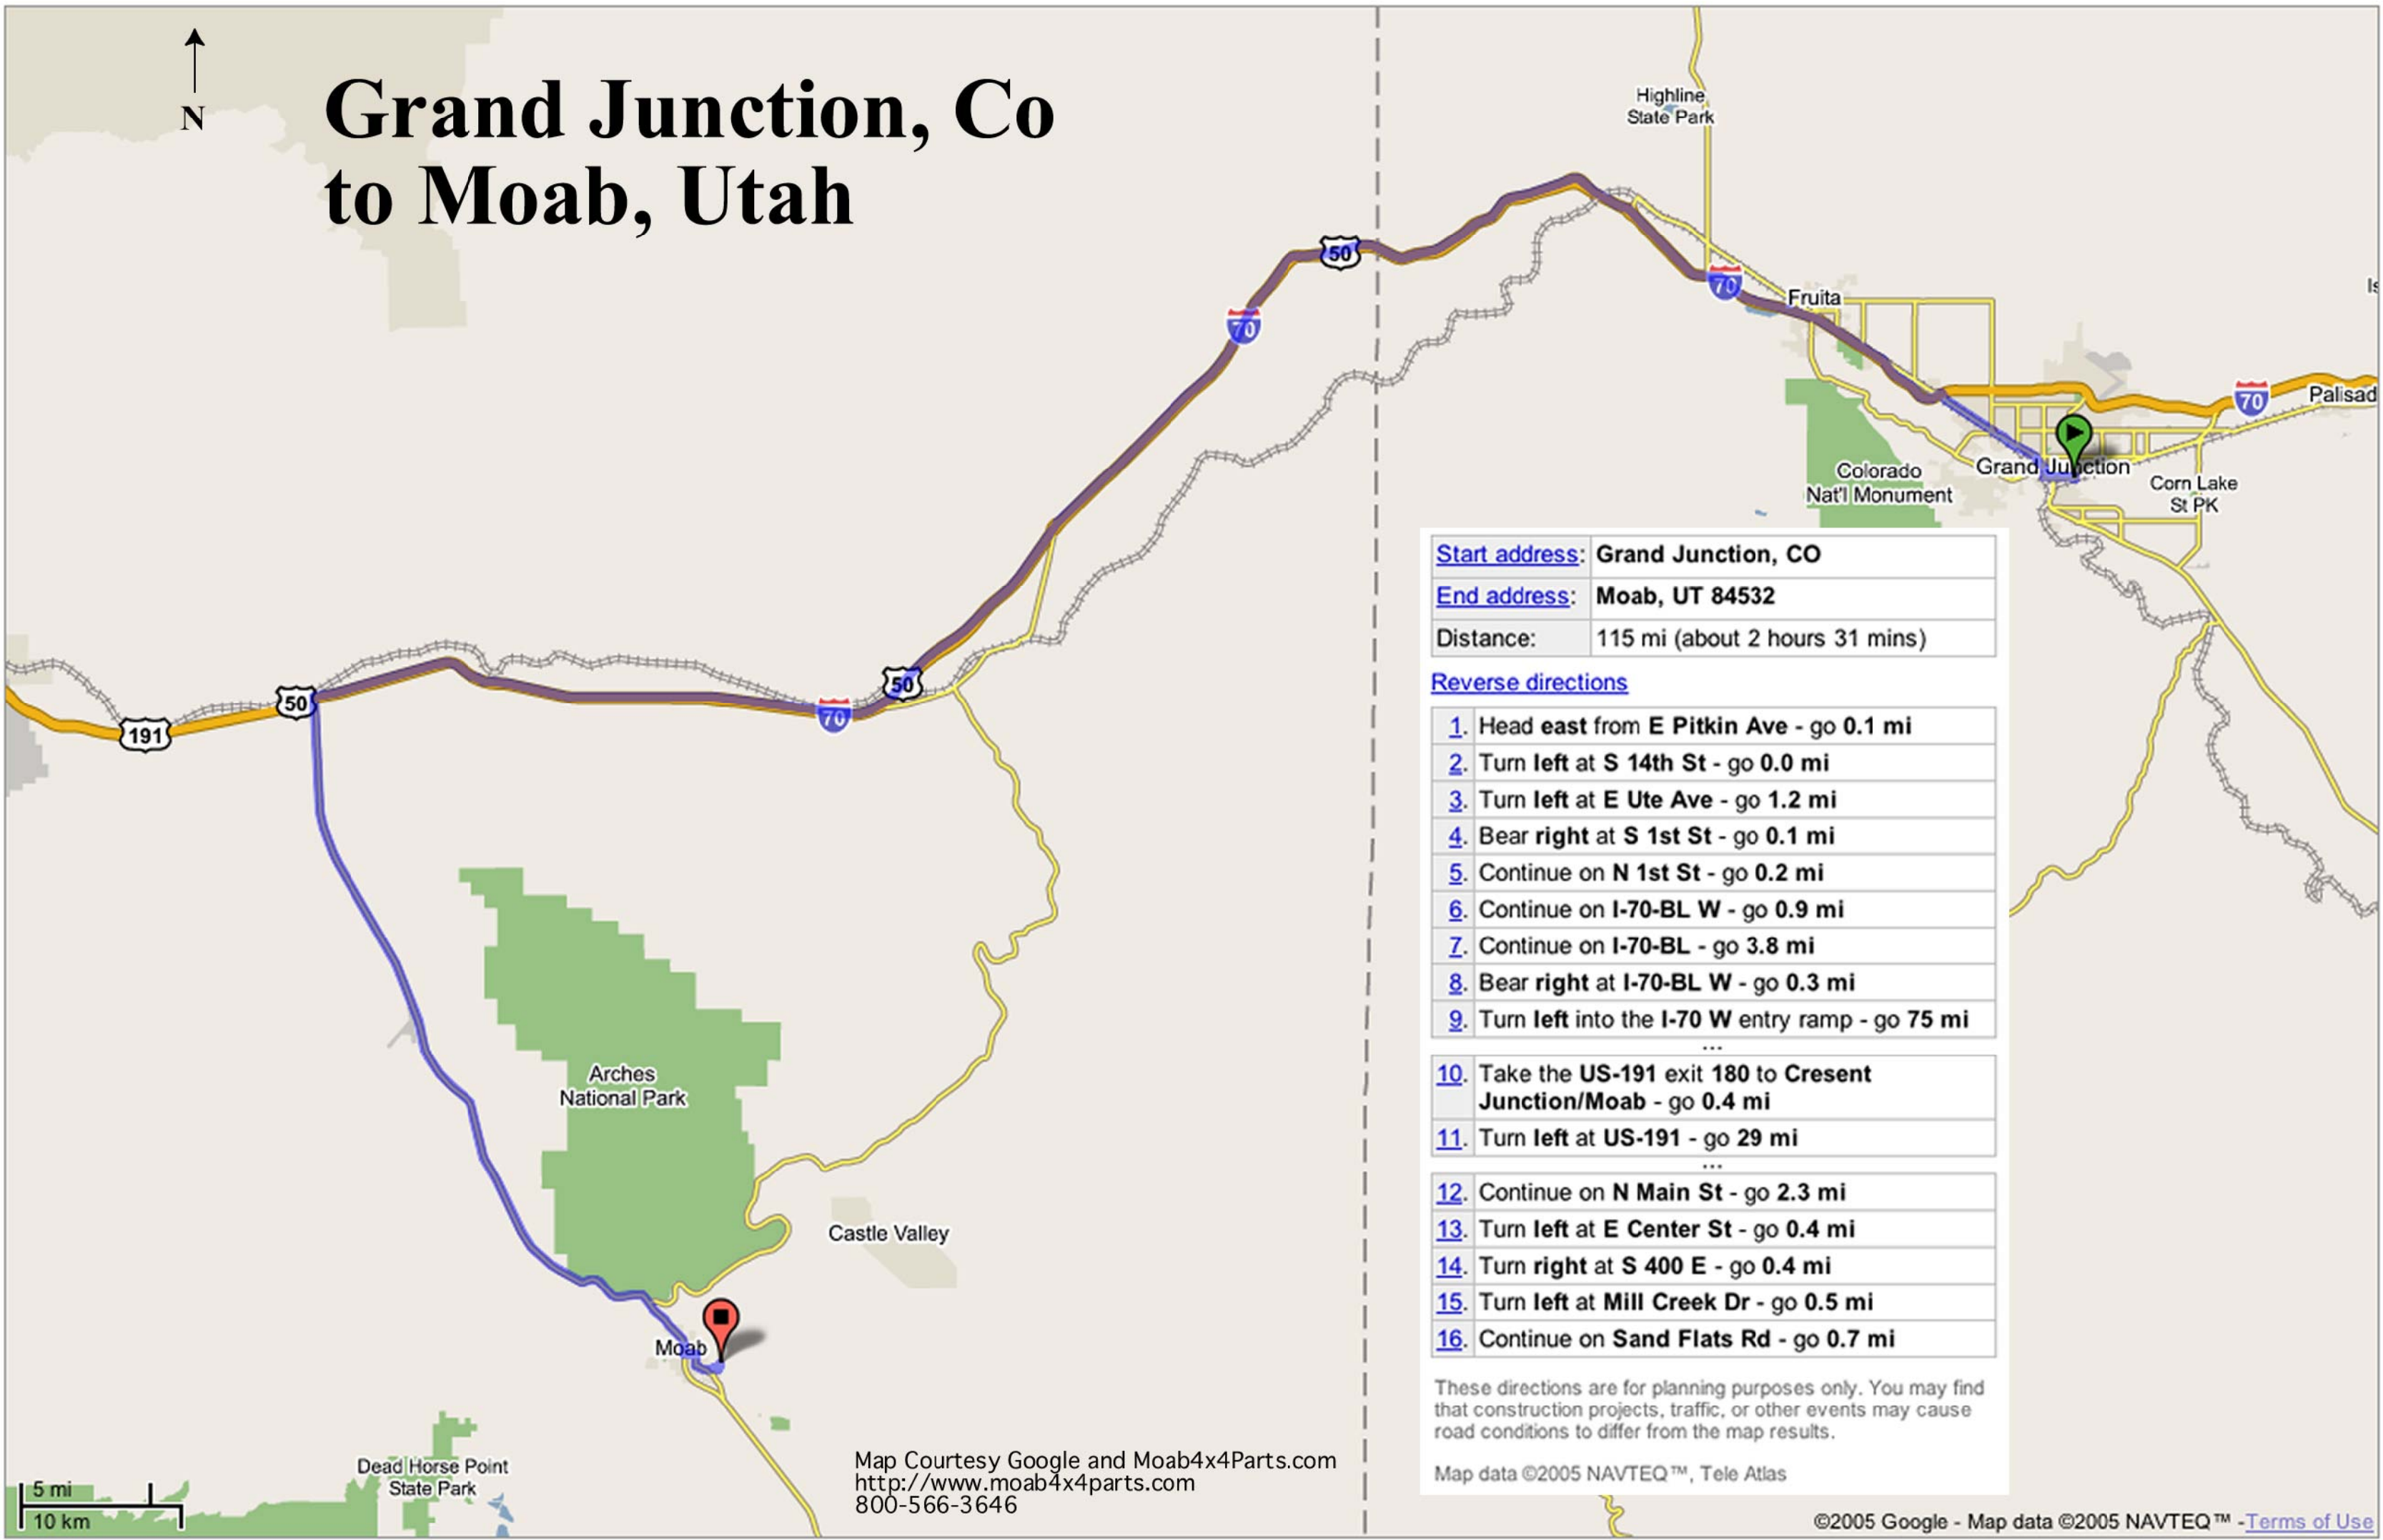 N
Grand Junction, Co
to Moab, Utah
Highline
State Park
50
70
70
Fruita
70
Palisad
Grand Junction
Colorado
Nat'l Monument
Corn Lake
St PK
50
70
50
191
Arches
National Park
Castle Valley
Moab
Dead Horse Point
State Park
5 mi
10 km
Start address: Grand Junction, CO
End address: Moab, UT 84532
Distance: 115 mi (about 2 hours 31 mins)
Reverse directions
1. Head east from E Pitkin Ave - go 0.1 mi
2. Turn left at S 14th St - go 0.0 mi
3. Turn left at E Ute Ave - go 1.2 mi
4. Bear right at S 1st St - go 0.1 mi
5. Continue on N 1st St - go 0.2 mi
6. Continue on I-70-BL W - go 0.9 mi
7. Continue on I-70-BL - go 3.8 mi
8. Bear right at I-70-BL W - go 0.3 mi
9. Turn left into the I-70 W entry ramp - go 75 mi
...
10. Take the US-191 exit 180 to Cresent
Junction/Moab - go 0.4 mi
11. Turn left at US-191 - go 29 mi
...
12. Continue on N Main St - go 2.3 mi
13. Turn left at E Center St - go 0.4 mi
14. Turn right at S 400 E - go 0.4 mi
15. Turn left at Mill Creek Dr - go 0.5 mi
16. Continue on Sand Flats Rd - go 0.7 mi
These directions are for planning purposes only. You may find
that construction projects, traffic, or other events may cause
road conditions to differ from the map results.
Map data ©2005 NAVTEQ™, Tele Atlas
Map Courtesy Google and Moab4x4Parts.com
http://www.moab4x4parts.com
800-566-3646
©2005 Google - Map data ©2005 NAVTEQ™ -Terms of Use